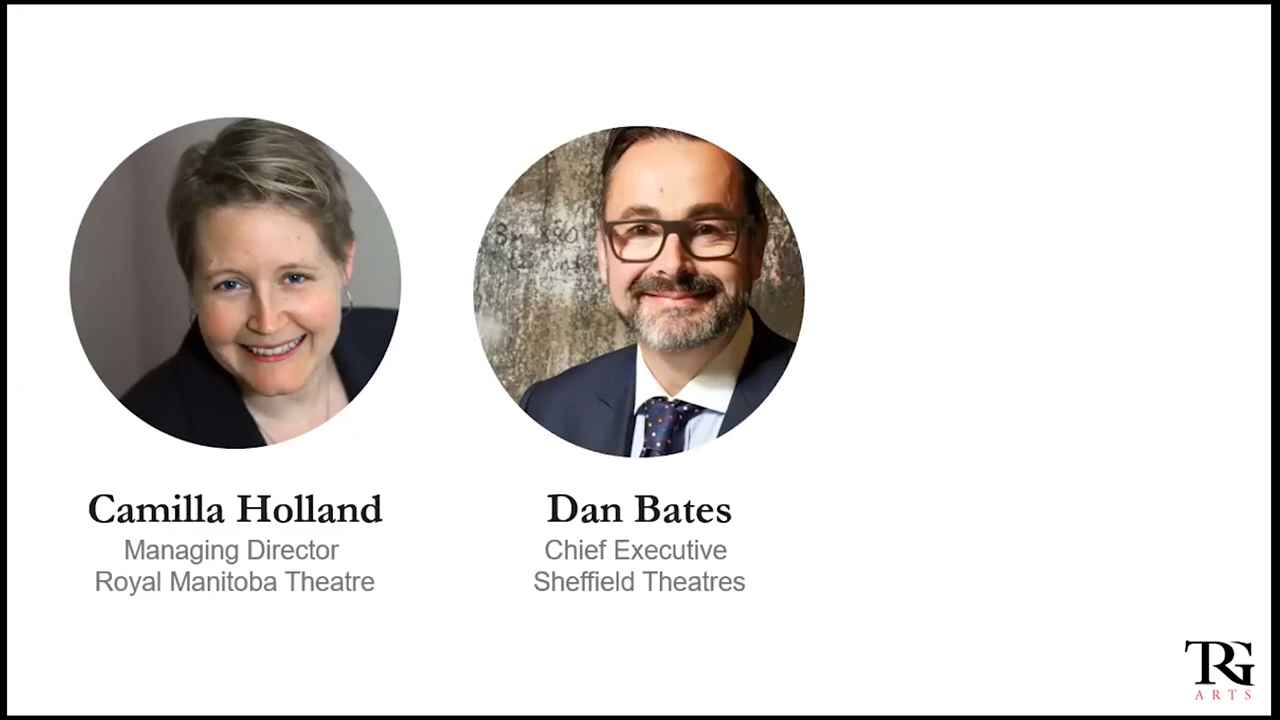 Camilla Holland
Managing Director
Royal Manitoba Theatre
Dan Bates
Chief Executive
Sheffield Theatres
TRG
ARTS